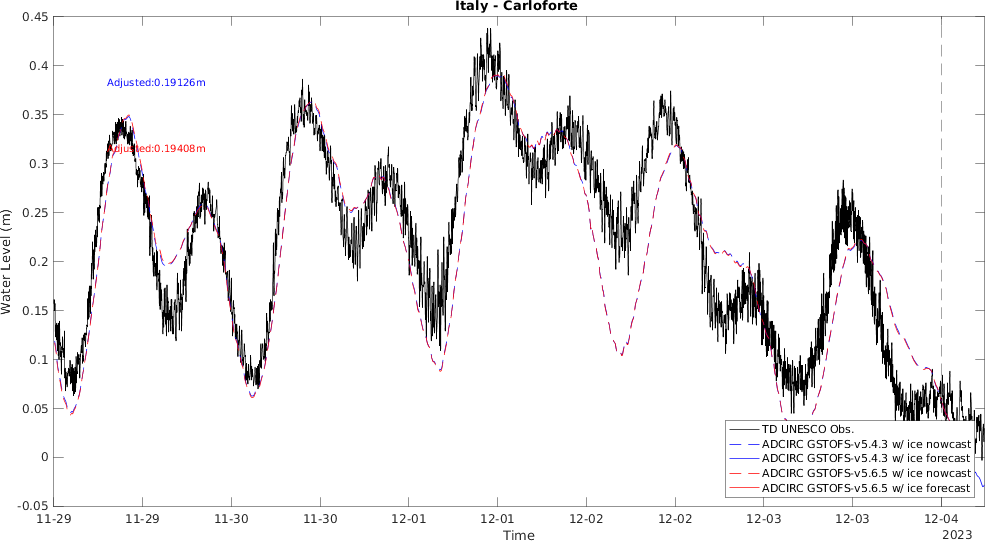 Italy - Carloforte
0.45
0.4
0.35
0.3
0.25
0.2
0.15
0.1
0.05
0
-0.05
Water Level (m)
Adjusted:0.19126m
Adjusted:0.19408m
TD UNESCO Obs.
ADCIRC GSTOFS-v5.4.3 w/ ice nowcast
ADCIRC GSTOFS-v5.4.3 w/ ice forecast
ADCIRC GSTOFS-v5.6.5 w/ ice nowcast
ADCIRC GSTOFS-v5.6.5 w/ ice forecast
11-29 11-29 11-30 11-30 12-01 12-01 12-02 12-02 12-03 12-03 12-04
Time
2023